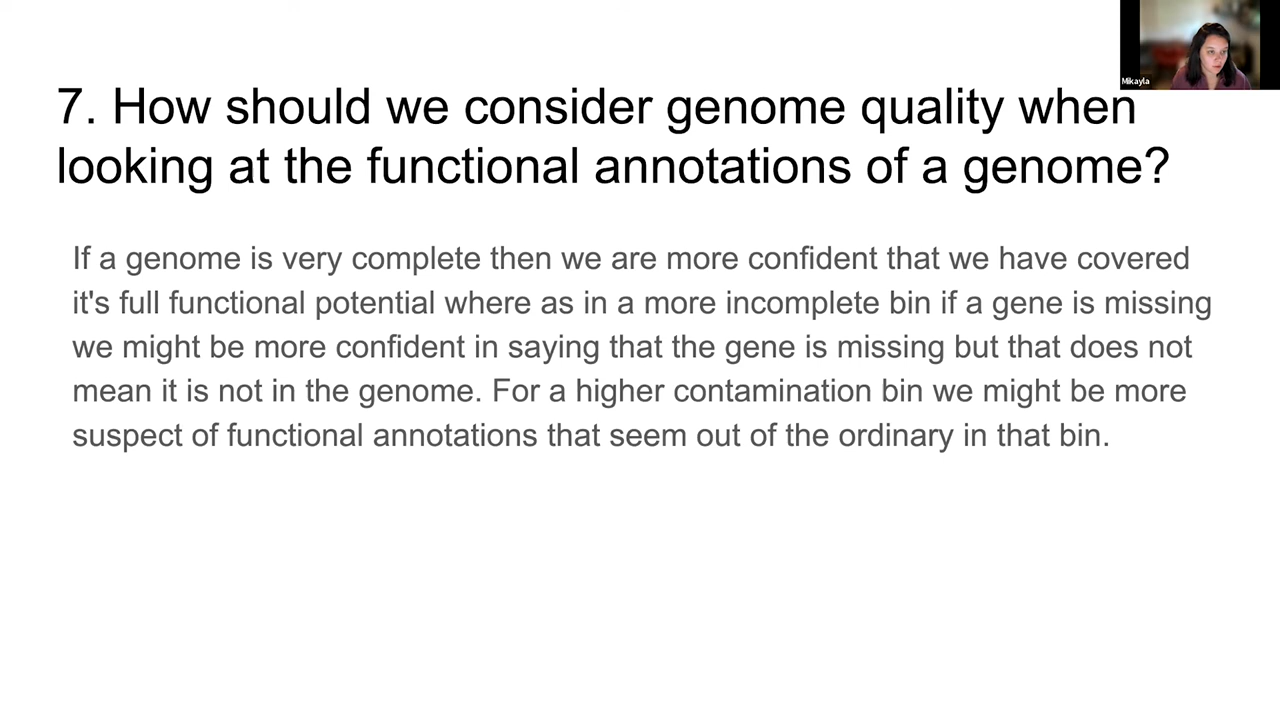 Mikayla
7. How should we consider genome quality when
looking at the functional annotations of a genome?
If a genome is very complete then we are more confident that we have covered
it's full functional potential where as in a more incomplete bin if a gene is missing
we might be more confident in saying that the gene is missing but that does not
mean it is not in the genome. For a higher contamination bin we might be more
suspect of functional annotations that seem out of the ordinary in that bin.